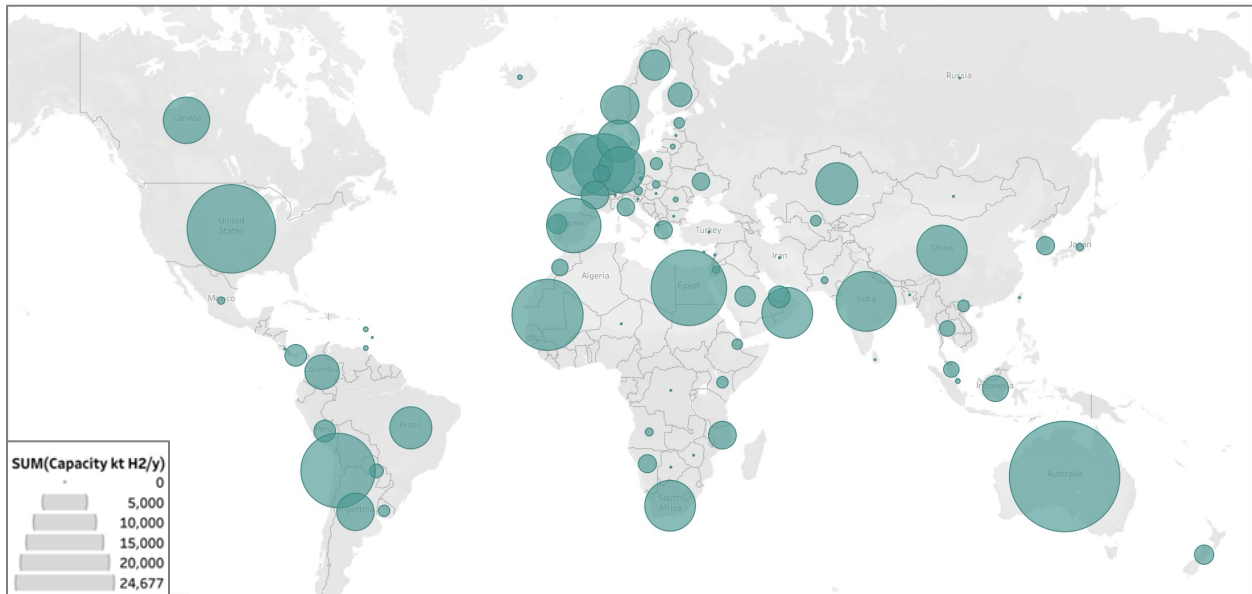 Russia
Canada
United
States
Spain
Turkey
Japan
China
Iran
Algeria
Egypt
India
Mexico
Colombia
Indonesia
Peru
Brazil
Australia
South
Africa
Argentina
SUM(Capacity kt H2/y)
0
5,000
10,000
15,000
20,000
24,677